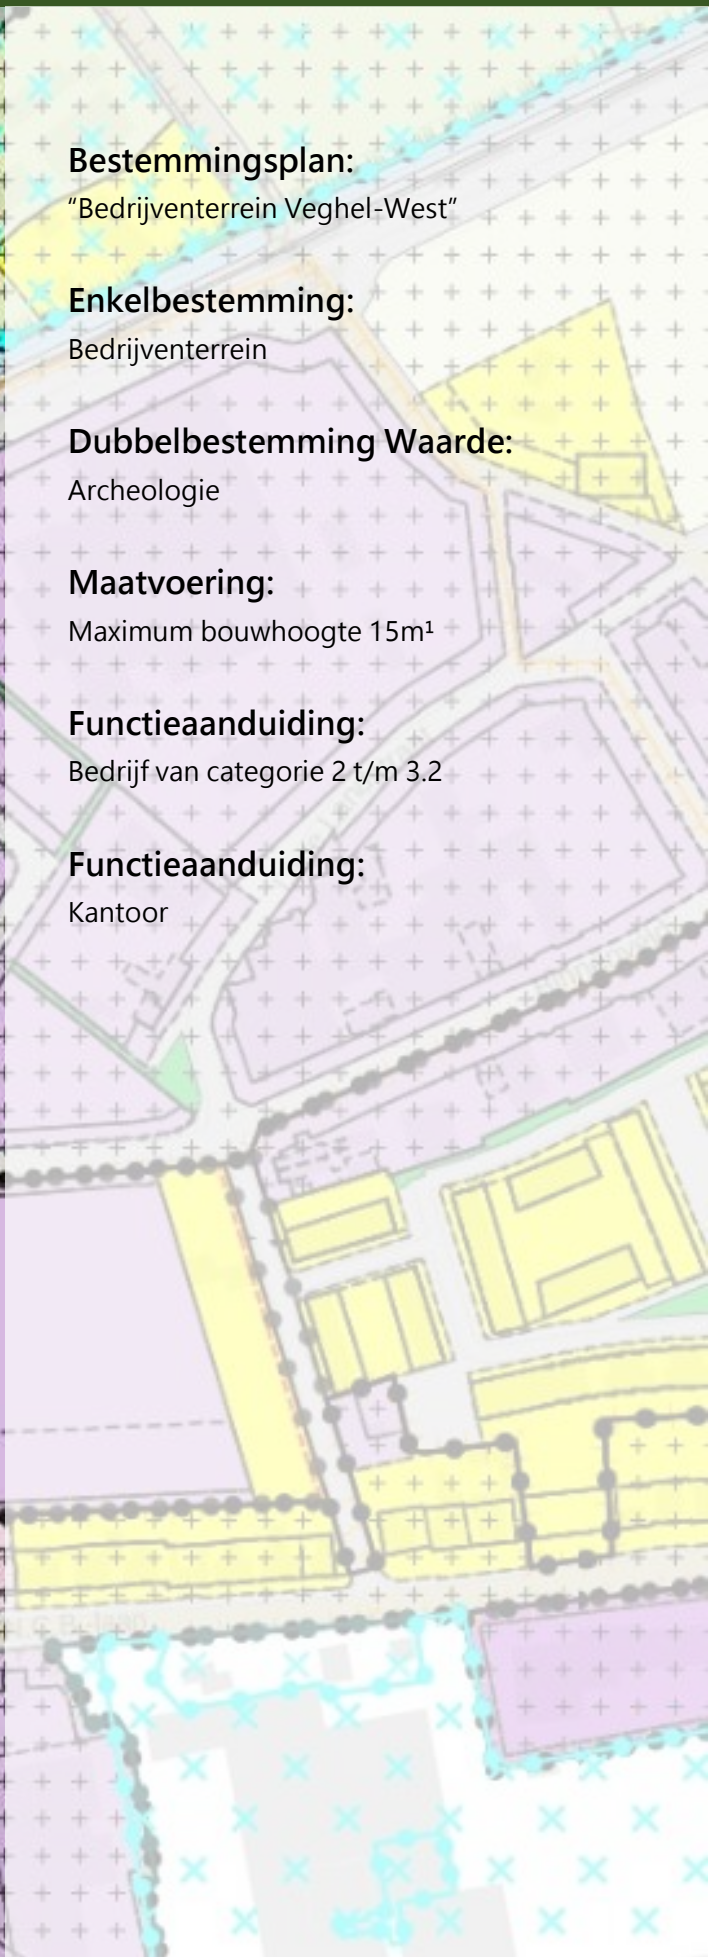 Bestemmingsplan:
“Bedrijventerrein Veghel-West”
Enkelbestemming:
Bedrijventerrein
Dubbelbestemming Waarde:
Archeologie
Maatvoering:
Maximum bouwhoogte 15m¹
Functieaanduiding:
Bedrijf van categorie 2 t/m 3.2
Functieaanduiding:
Kantoor